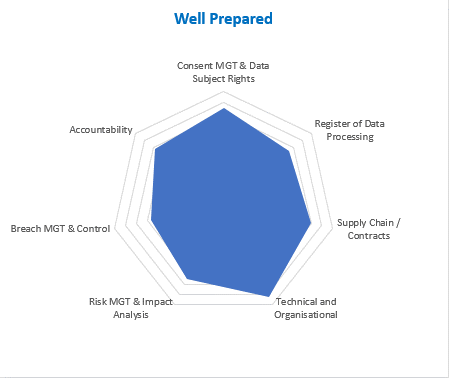 Well Prepared
Consent MGT & Data
Subject Rights
Register of Data
Processing
Accountability
Supply Chain /
Contracts
Breach MGT & Control
Technical and
Organisational
Risk MGT & Impact
Analysis